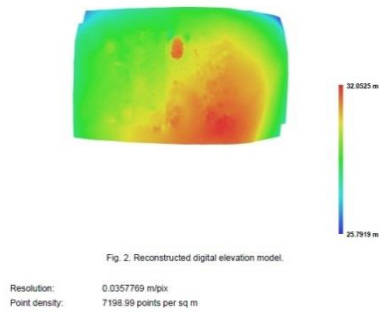 32.0525 m
25.7919 m
Fig. 2. Reconstructed digital elevation model.
Resolution: 0.0357769 m/pix
Point density: 7198.99 points per sq m